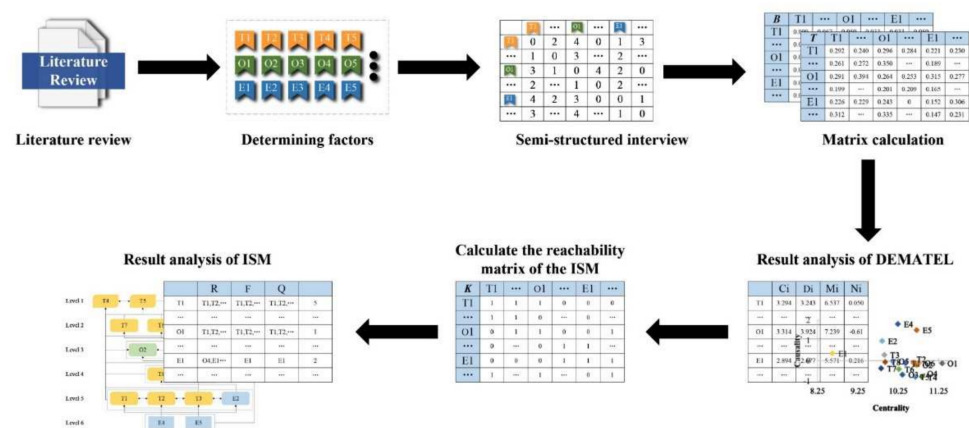 Literature
Review
Literature review
T1 T2 T3 T4 T5
O1 O2 O3 O4 O5
E1 E2 E3 E4 E5
Determining factors
T1 ... O1 ... E1 ...
T1 0 2 4 0 1 3
... 1 0 3 ... 2 ...
O1 3 1 0 4 2 0
... 2 ... 1 0 2 ...
E1 4 2 3 0 0 1
... 3 ... 4 ... 1 0
Semi-structured interview
B T1 ... O1 ... E1 ...
T1
...
O1
...
E1
...
T T1 ... O1 ... E1 ...
T1 0.292 0.240 0.296 0.284 0.221 0.230
... 0.261 0.272 0.350 ... 0.189 ...
O1 0.291 0.394 0.264 0.253 0.315 0.277
... 0.199 ... 0.201 0.209 0.165 ...
E1 0.226 0.229 0.243 0 0.152 0.306
... 0.312 ... 0.335 ... 0.147 0.231
Matrix calculation
Result analysis of DEMATEL
Ci Di Mi Ni
T1 3.294 3.243 6.537 0.050
... ... ... ... ...
O1 3.314 3.924 7.239 -0.61
... ... ... ... ...
E1 2.894 5.571 0.216
... ... ... ... ...
2
1
-1
Causality
E4
E5
E2
E1
T3
O1
8.25 9.25 10.25 11.25
Centrality
Calculate the reachability
matrix of the ISM
K T1 ... O1 ... E1 ...
T1 1 1 1 0 0 0
... 1 1 0 ... ... ...
O1 0 1 1 0 0 1
... 0 ... 0 1 1 ...
E1 0 0 0 1 1 1
... 1 ... 1 ... 1 1
Result analysis of ISM
R F Q
T1 T1,T2,... T1,T2,... T1,T2,... 5
... ... ... ... ...
O1 T1,T2,... T1,T2,... T1,T2,... 1
... ... ... ... ...
E1 O4,E1... E1 E1 2
... ... ... ... ...
Level 1 T5
Level 2
Level 3 O2
Level 4
Level 5 T1 T2 T3 E2
Level 6 E4 E5